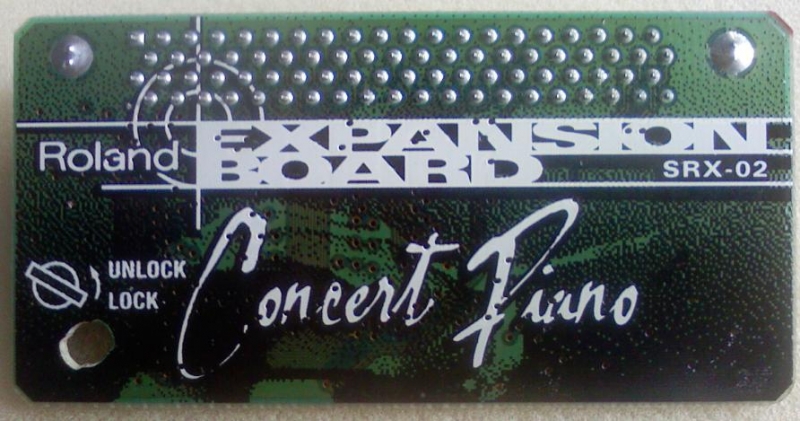 EXPANSION
Roland BOARD SRX-02
Concert Piano
UNLOCK
LOCK